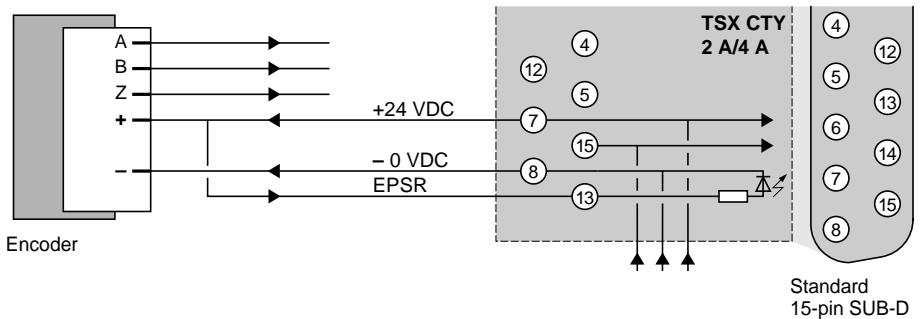 A
B
Z
+
–
+24 VDC
– 0 VDC
EPSR
Encoder
TSX CTY
2 A/4 A
4
12
5
7
15
8
13
4
12
5
13
6
14
7
15
8
Standard
15-pin SUB-D